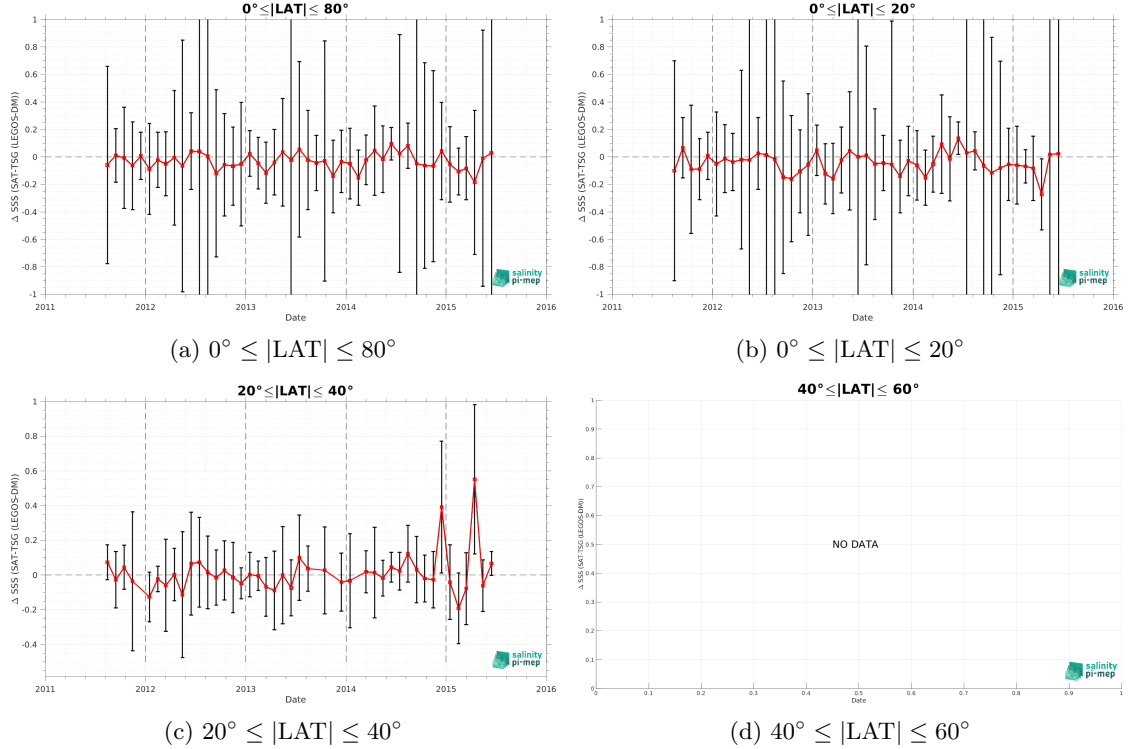 0°≤|LAT|≤ 80°
Δ SSS (SAT-TSG (LEGOS-DM))
1
0.8
0.6
0.4
0.2
0
-0.2
-0.4
-0.6
-0.8
-1
2011
2012
2013
2014
2015
2016
Date
salinity
pi-mep
(a) 0° ≤ |LAT| ≤ 80°
0°≤|LAT|≤ 20°
Δ SSS (SAT-TSG (LEGOS-DM))
1
0.8
0.6
0.4
0.2
0
-0.2
-0.4
-0.6
-0.8
-1
2011
2012
2013
2014
2015
2016
Date
salinity
pi-mep
(b) 0° ≤ |LAT| ≤ 20°
20°≤|LAT|≤ 40°
Δ SSS (SAT-TSG (LEGOS-DM))
1
0.8
0.6
0.4
0.2
0
-0.2
-0.4
2011
2012
2013
2014
2015
2016
Date
salinity
pi-mep
(c) 20° ≤ |LAT| ≤ 40°
40°≤|LAT|≤ 60°
Δ SSS (SAT-TSG (LEGOS-DM))
1
0.9
0.8
0.7
0.6
0.5
0.4
0.3
0.2
0.1
0
NO DATA
0
0.1
0.2
0.3
0.4
0.5
0.6
0.7
0.8
0.9
1
Date
salinity
pi-mep
(d) 40° ≤ |LAT| ≤ 60°